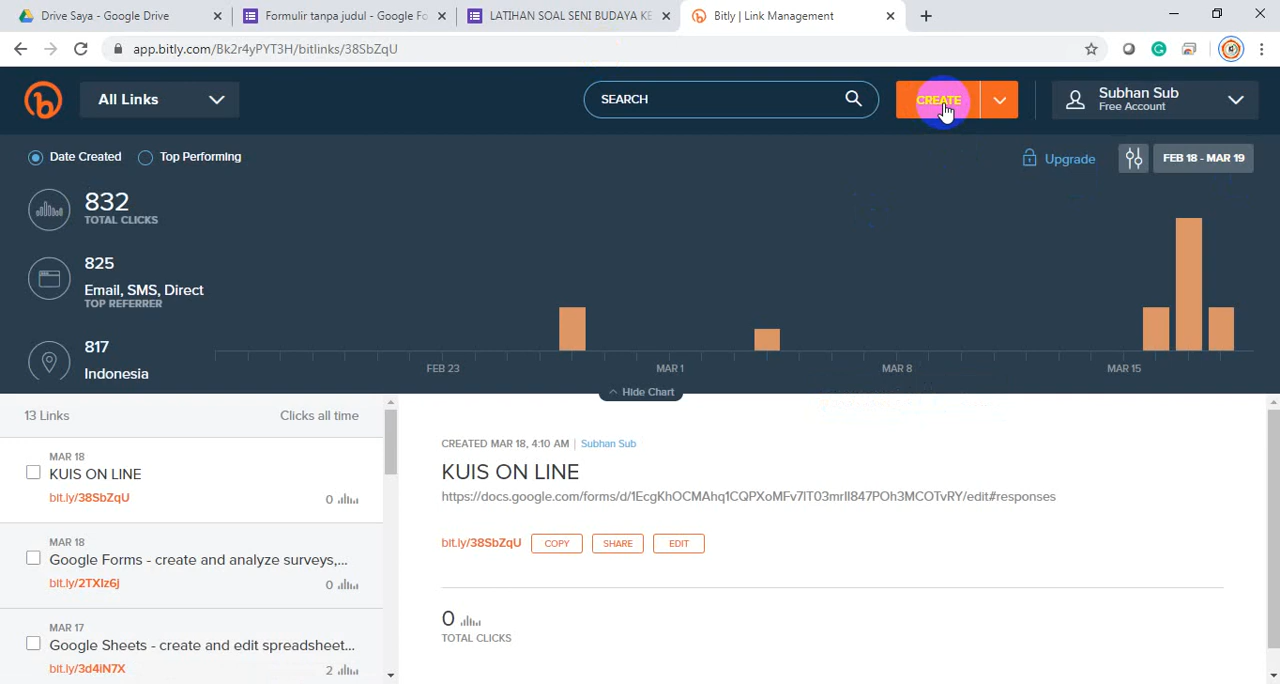 Drive Saya - Google Drive
Formulir tanpa judul - Google Fo
LATIHAN SOAL SENI BUDAYA KE
Bitly | Link Management
app.bitly.com/Bk2r4yPYT3H/bitlinks/38SbZqU
All Links
SEARCH
CREATE
Subhan Sub
Free Account
Date Created
Top Performing
Upgrade
FEB 18 - MAR 19
832
TOTAL CLICKS
825
Email, SMS, Direct
TOP REFERRER
817
Indonesia
FEB 23
MAR 1
MAR 8
MAR 15
Hide Chart
13 Links
Clicks all time
MAR 18
KUIS ON LINE
bit.ly/38SbZqU
0
MAR 18
Google Forms - create and analyze surveys,...
bit.ly/2TXIz6j
0
MAR 17
Google Sheets - create and edit spreadsheet...
bit.ly/3d4iN7X
2
CREATED MAR 18, 4:10 AM | Subhan Sub
KUIS ON LINE
https://docs.google.com/forms/d/1EcgKhOCMAhq1CQPXoMFv7lT03mrIl847POh3MCOTvRY/edit#responses
bit.ly/38SbZqU
COPY
SHARE
EDIT
0
TOTAL CLICKS